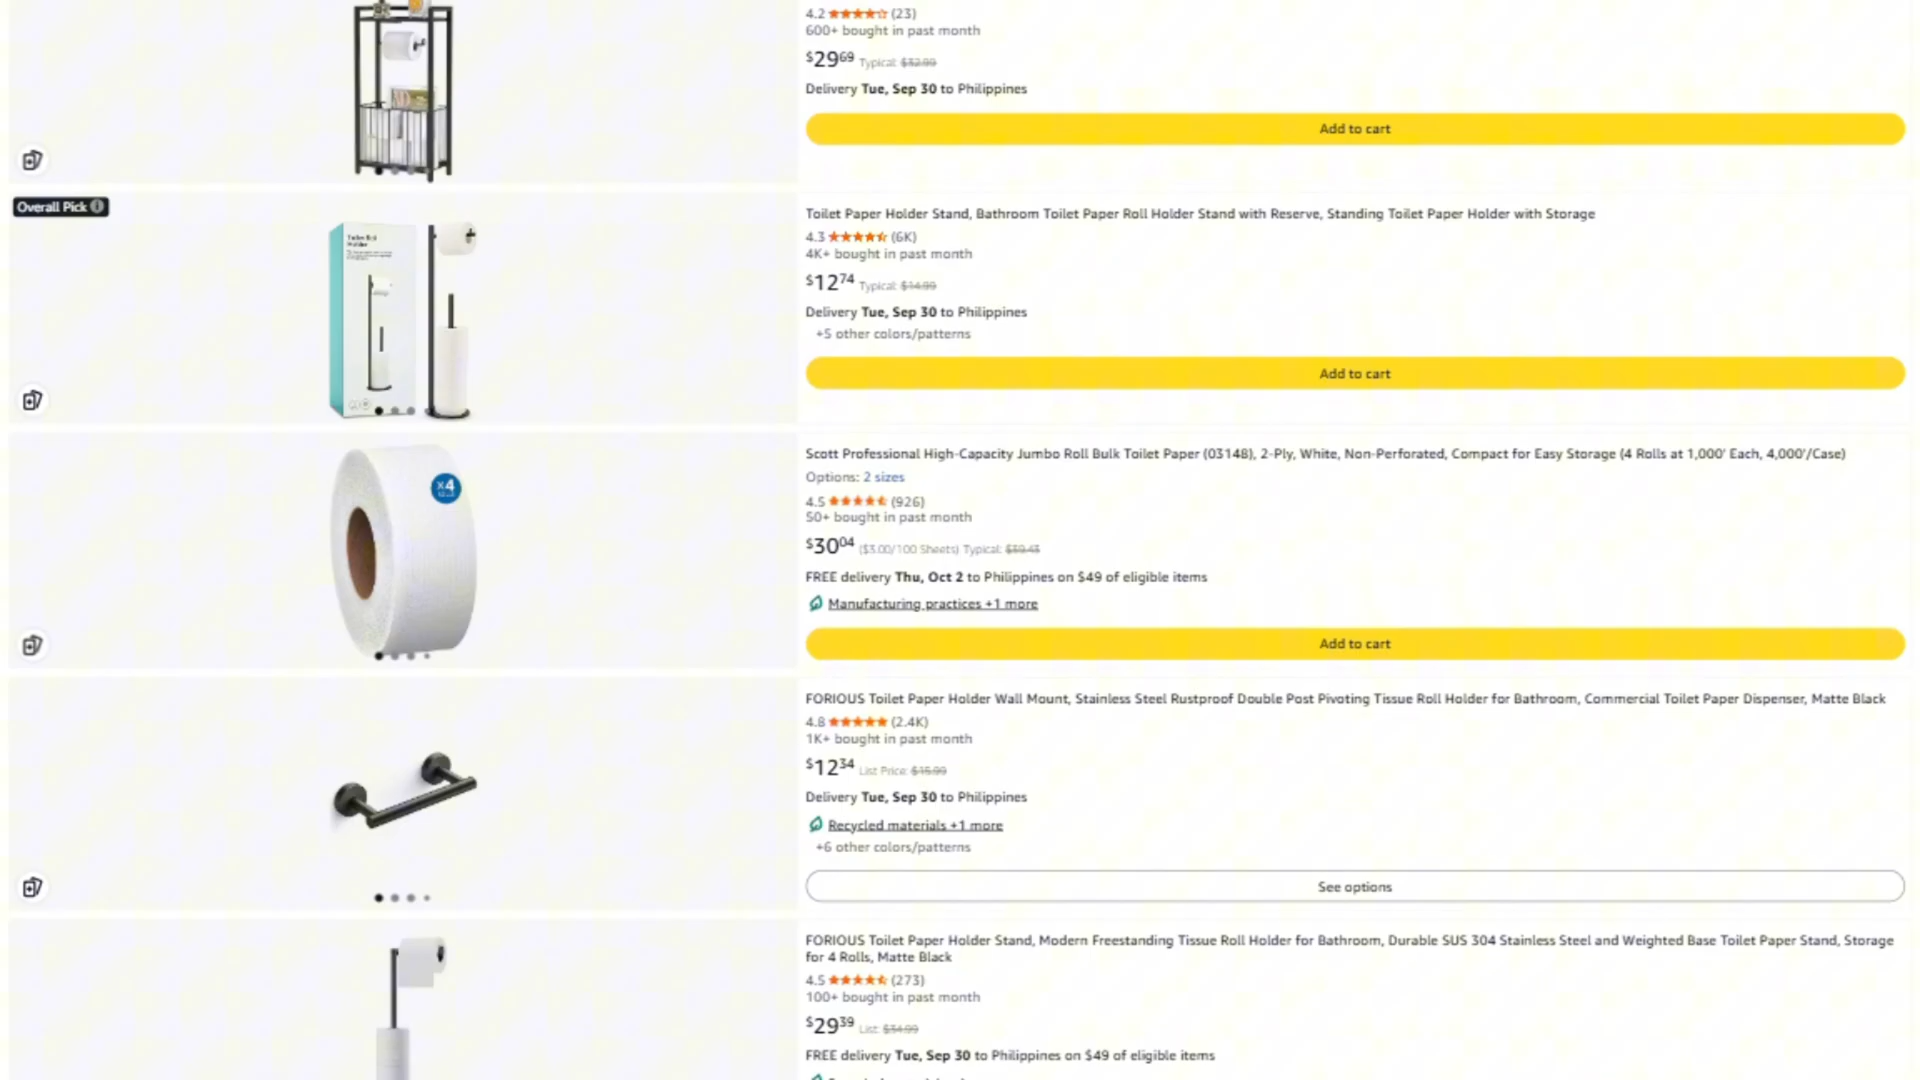 4.2 (23)
600+ bought in past month
$29.69 Typical: $32.99
Delivery Tue, Sep 30 to Philippines
Add to cart
Overall Pick
Toilet Paper Holder Stand, Bathroom Toilet Paper Roll Holder Stand with Reserve, Standing Toilet Paper Holder with Storage
4.3 (6K)
4K+ bought in past month
$12.74 Typical: $14.99
Delivery Tue, Sep 30 to Philippines
+5 other colors/patterns
Add to cart
Toilet Roll
Holder
x4
Scott Professional High-Capacity Jumbo Roll Bulk Toilet Paper (03148), 2-Ply, White, Non-Perforated, Compact for Easy Storage (4 Rolls at 1,000' Each, 4,000'/Case)
Options: 2 sizes
4.5 (926)
50+ bought in past month
$30.04 ($3.00/100 Sheets) Typical:
FREE delivery Thu, Oct 2 to Philippines on $49 of eligible items
Manufacturing practices +1 more
Add to cart
FORIOUS Toilet Paper Holder Wall Mount, Stainless Steel Rustproof Double Post Pivoting Tissue Roll Holder for Bathroom, Commercial Toilet Paper Dispenser, Matte Black
4.8 (2.4K)
1K+ bought in past month
$12.34 List Price: $15.99
Delivery Tue, Sep 30 to Philippines
Recycled materials +1 more
+6 other colors/patterns
See options
FORIOUS Toilet Paper Holder Stand, Modern Freestanding Tissue Roll Holder for Bathroom, Durable SUS 304 Stainless Steel and Weighted Base Toilet Paper Stand, Storage
for 4 Rolls, Matte Black
4.5 (273)
100+ bought in past month
$29.39 List: $34.99
FREE delivery Tue, Sep 30 to Philippines on $49 of eligible items